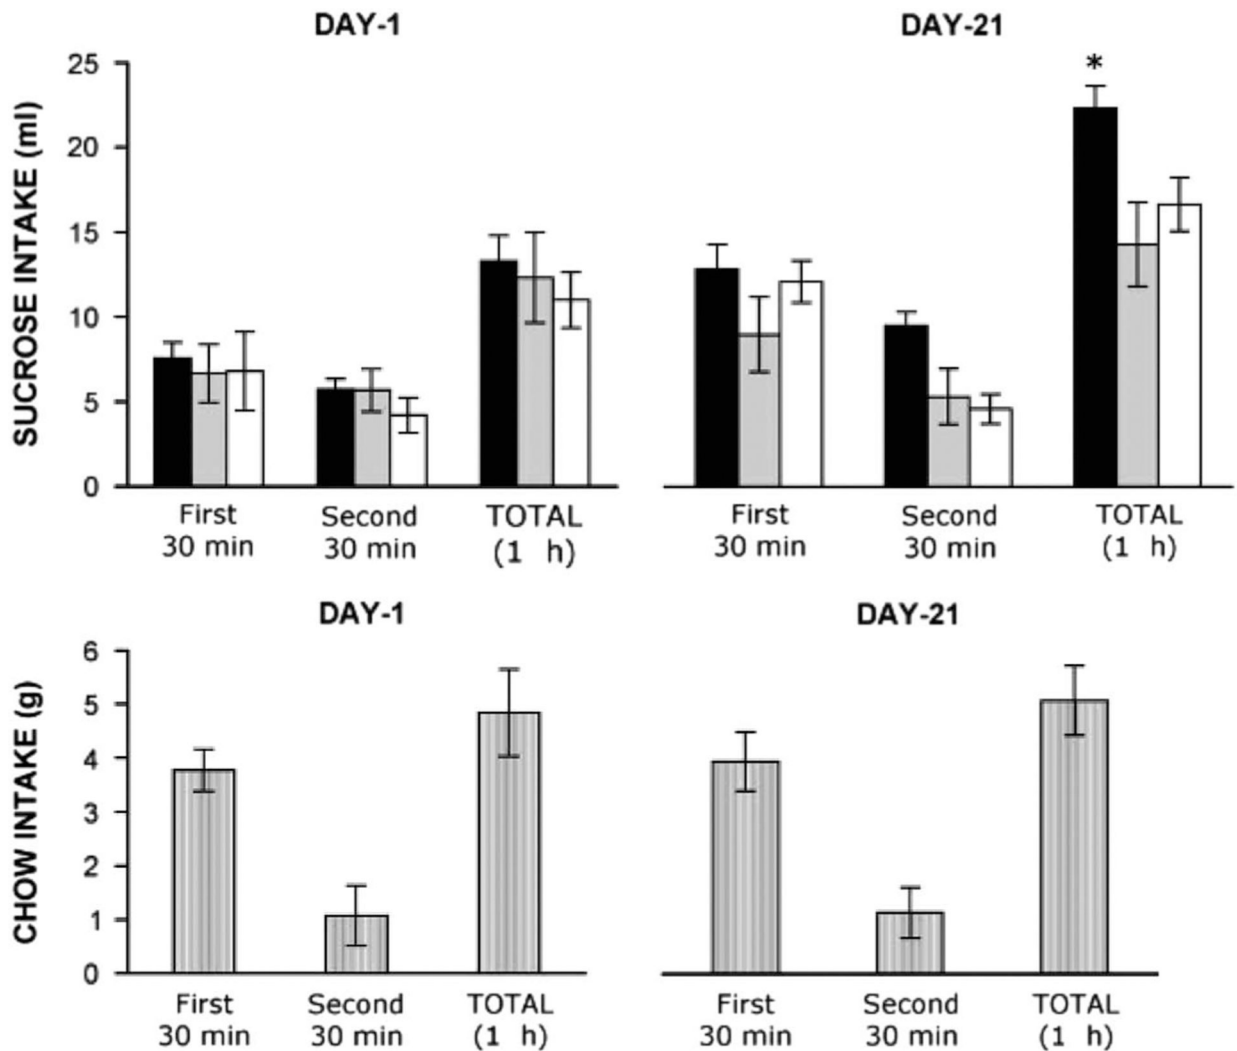 DAY-1
DAY-21
SUCROSE INTAKE (ml)
25
20
15
10
5
0
*
First
30 min
Second
30 min
TOTAL
(1 h)
First
30 min
Second
30 min
TOTAL
(1 h)
DAY-1
DAY-21
CHOW INTAKE (g)
6
5
4
3
2
1
0
First
30 min
Second
30 min
TOTAL
(1 h)
First
30 min
Second
30 min
TOTAL
(1 h)